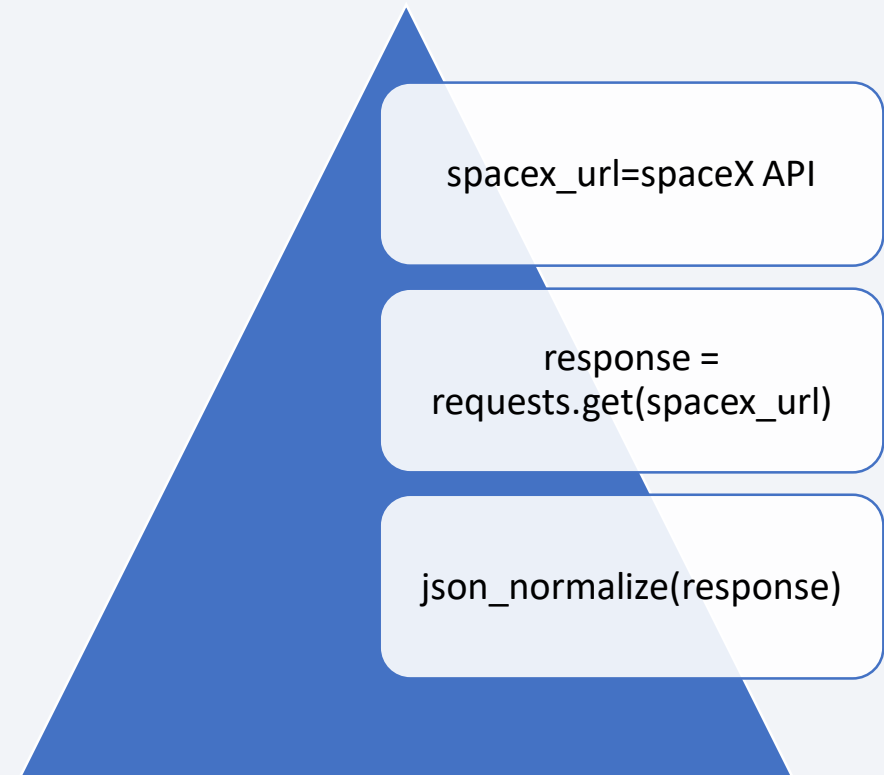 spacex_url=spaceX API
response =
requests.get(spacex_url)
json_normalize(response)